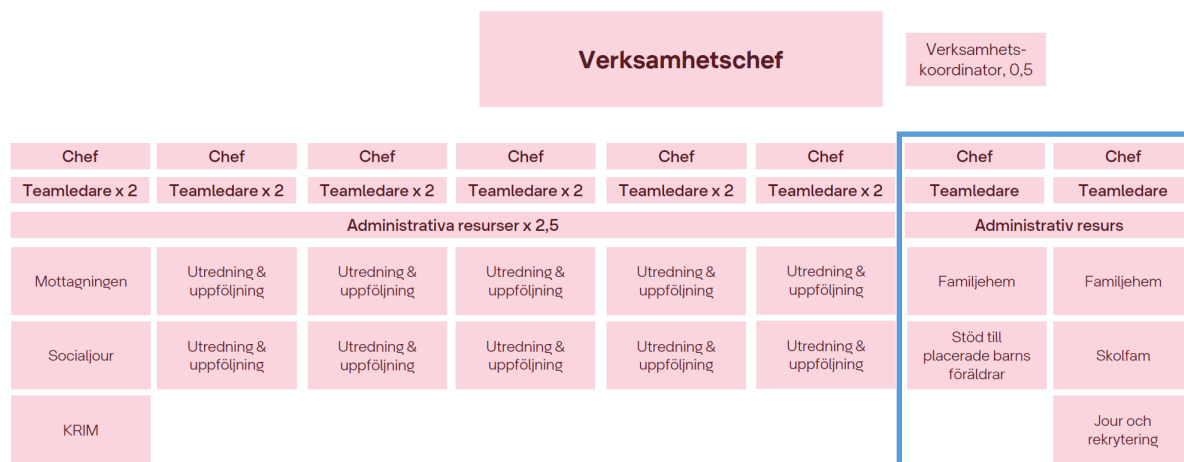 Verksamhetschef
Verksamhets-
koordinator, 0,5
Chef
Chef
Chef
Chef
Chef
Chef
Chef
Chef
Teamledare x 2
Teamledare x 2
Teamledare x 2
Teamledare x 2
Teamledare x 2
Teamledare x 2
Teamledare
Teamledare
Administrativa resurser x 2,5
Administrativ resurs
Mottagningen
Utredning &
uppföljning
Utredning &
uppföljning
Utredning &
uppföljning
Utredning &
uppföljning
Utredning &
uppföljning
Familjehem
Familjehem
Socialjour
Utredning &
uppföljning
Utredning &
uppföljning
Utredning &
uppföljning
Utredning &
uppföljning
Utredning &
uppföljning
Stöd till
placerade barns
föräldrar
Skolfam
KRIM
Jour och
rekrytering